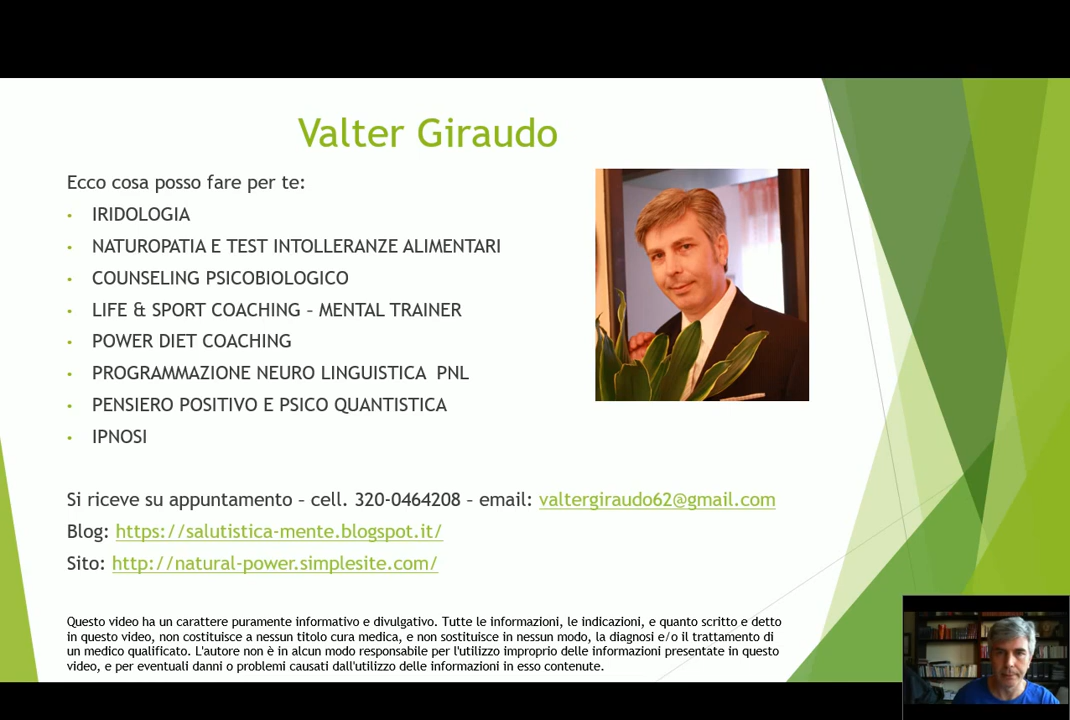 Valter Giraudo
Ecco cosa posso fare per te:
• IRIDOLOGIA
• NATUROPATIA E TEST INTOLLERANZE ALIMENTARI
• COUNSELING PSICOBIOLOGICO
• LIFE & SPORT COACHING – MENTAL TRAINER
• POWER DIET COACHING
• PROGRAMMAZIONE NEURO LINGUISTICA  PNL
• PENSIERO POSITIVO E PSICO QUANTISTICA
• IPNOSI
Si riceve su appuntamento – cell. 320-0464208 – email: valtergiraudo62@gmail.com
Blog: https://salutistica-mente.blogspot.it/
Sito: http://natural-power.simplesite.com/
Questo video ha un carattere puramente informativo e divulgativo. Tutte le informazioni, le indicazioni, e quanto scritto e detto
in questo video, non costituisce a nessun titolo cura medica, e non sostituisce in nessun modo, la diagnosi e/o il trattamento di
un medico qualificato. L'autore non è in alcun modo responsabile per l'utilizzo improprio delle informazioni presentate in questo
video, e per eventuali danni o problemi causati dall'utilizzo delle informazioni in esso contenute.